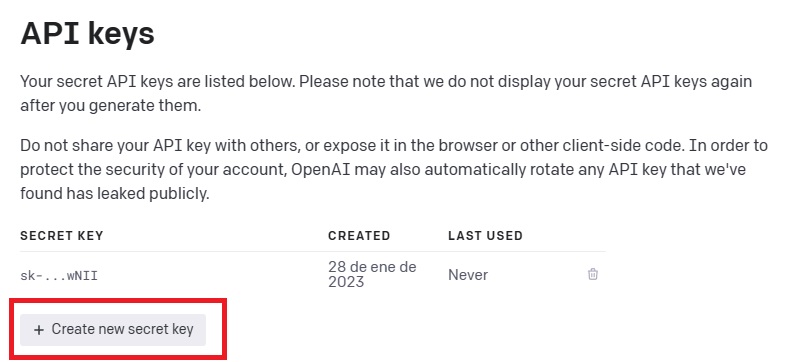 API keys
Your secret API keys are listed below. Please note that we do not display your secret API keys again
after you generate them.
Do not share your API key with others, or expose it in the browser or other client-side code. In order to
protect the security of your account, OpenAI may also automatically rotate any API key that we've
found has leaked publicly.
SECRET KEY CREATED LAST USED
sk-...wNII 28 de ene de 2023 Never
+ Create new secret key